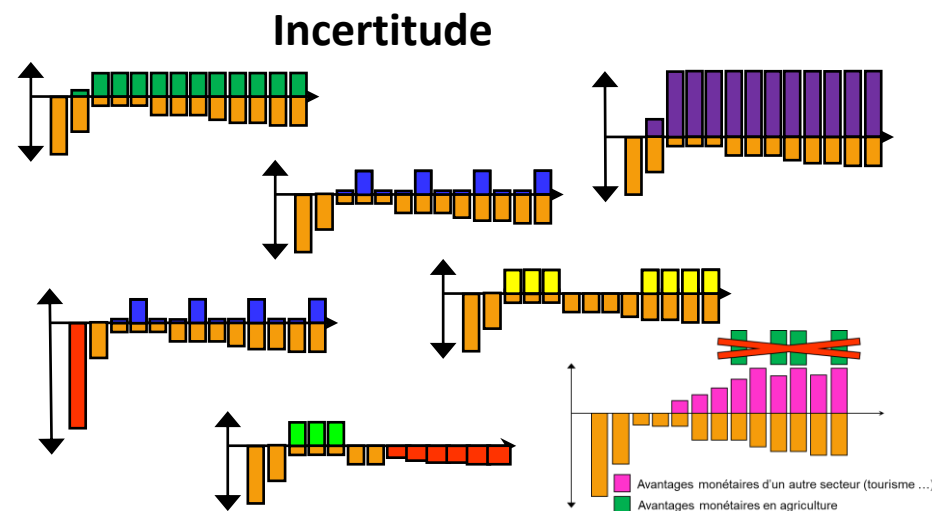 Incertitude
Avantages monétaires d'un autre secteur (tourisme …)
Avantages monétaires en agriculture